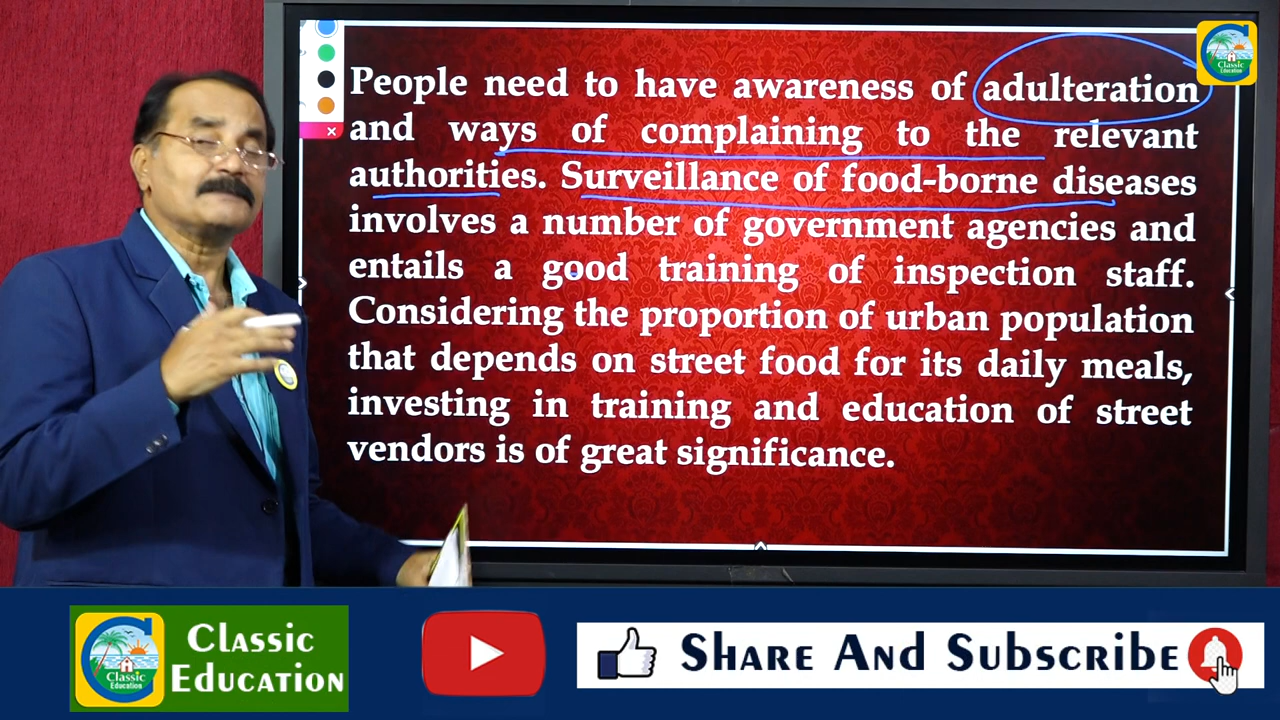 People need to have awareness of adulteration
and ways of complaining to the relevant
authorities. Surveillance of food-borne diseases
involves a number of government agencies and
entails a good training of inspection staff.
Considering the proportion of urban population
that depends on street food for its daily meals,
investing in training and education of street
vendors is of great significance.
Classic
Education
Classic
Education
Classic
Education
Share And Subscribe